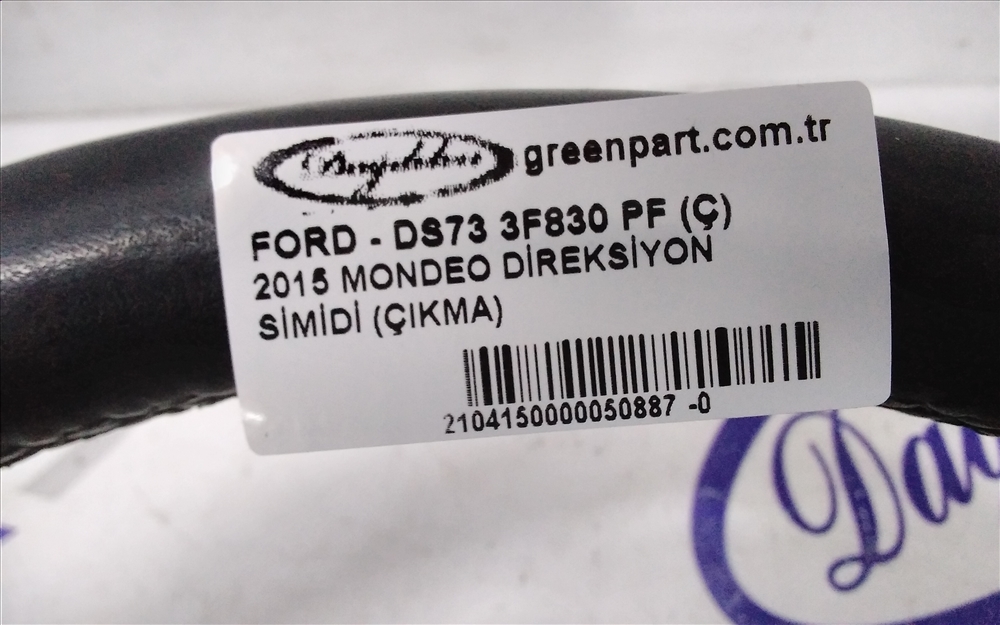 greenpart.com.tr
FORD - DS73 3F830 PF (Ç)
2015 MONDEO DİREKSİYON
SİMİDİ (ÇIKMA)
2104150000050887 -0